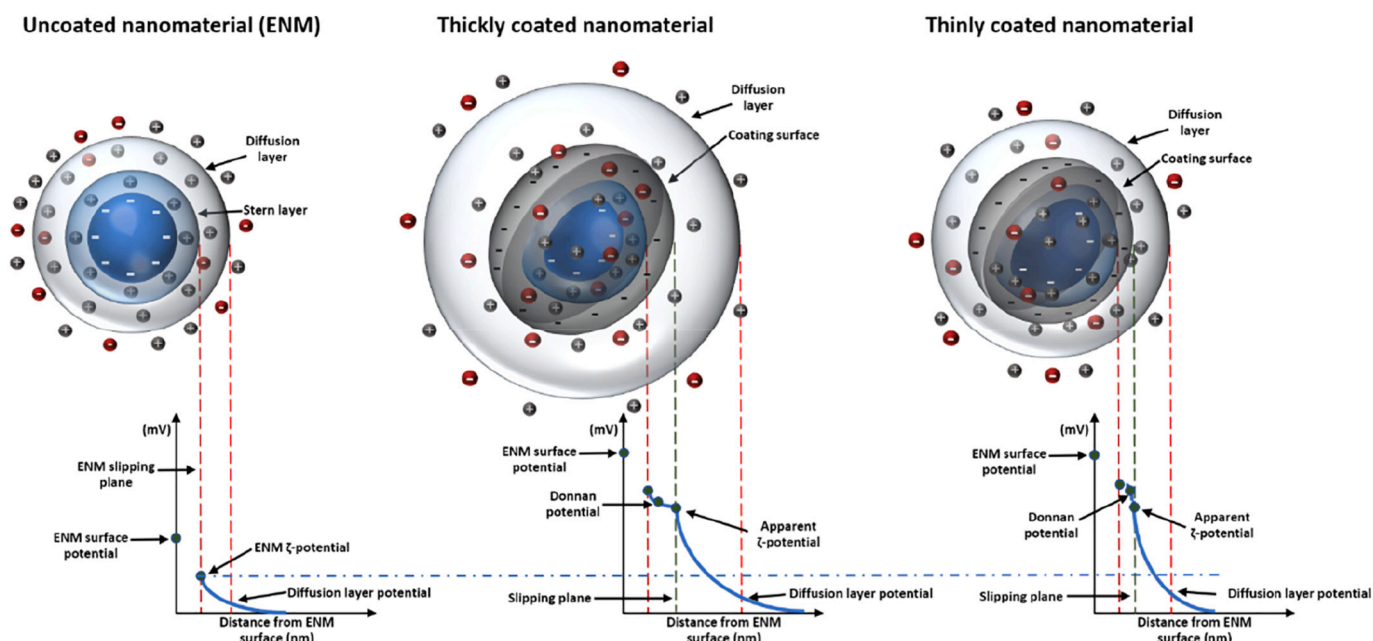 Uncoated nanomaterial (ENM)
Diffusion
layer
Stern layer
(mV)
ENM slipping
plane
ENM surface
potential
ENM ζ-potential
Diffusion layer potential
Distance from ENM
surface (nm)
Thickly coated nanomaterial
Diffusion
layer
Coating surface
(mV)
ENM surface
potential
Donnan
potential
Apparent
ζ-potential
Slipping plane
Diffusion layer potential
Distance from ENM
surface (nm)
Thinly coated nanomaterial
Diffusion
layer
Coating surface
(mV)
ENM surface
potential
Donnan
potential
Apparent
ζ-potential
Slipping plane
Diffusion layer potential
Distance from ENM
surface (nm)